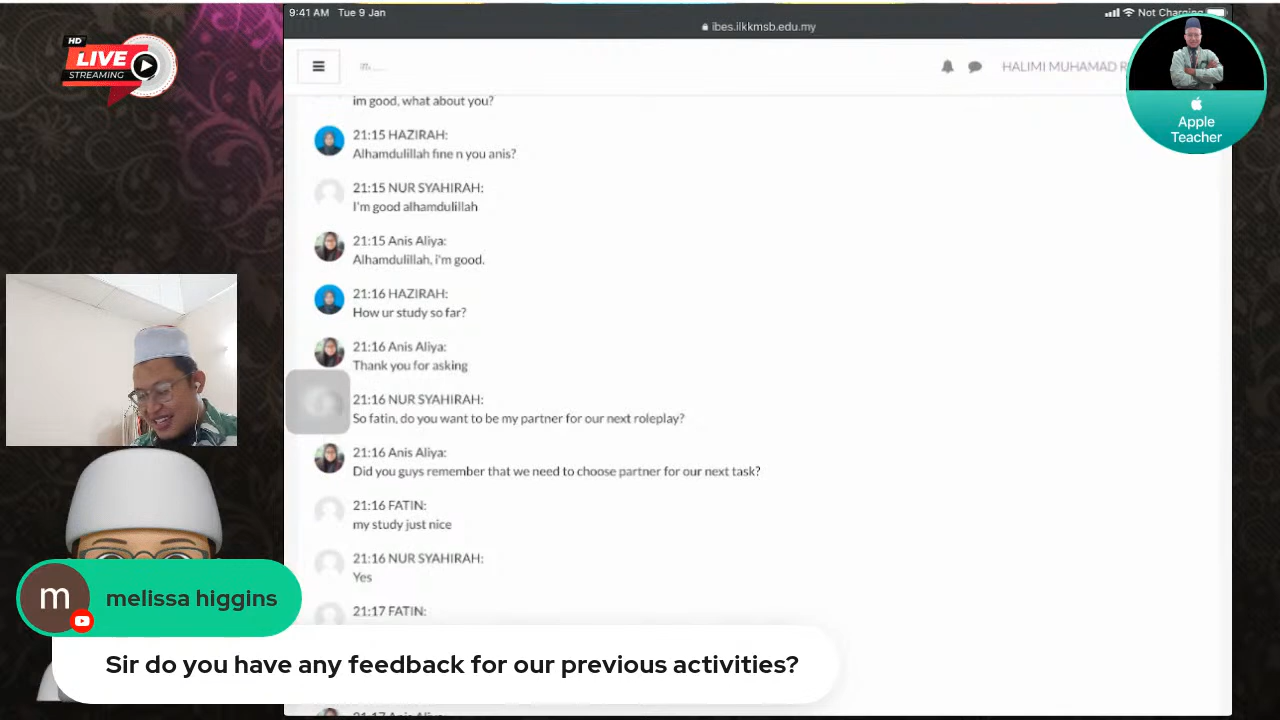 9:41 AM Tue 9 Jan
Not Charging
ibes.ilkkmsb.edu.my
HD
LIVE
STREAMING
HALIMI MUHAMAD R
Apple
Teacher
im good, what about you?
21:15 HAZIRAH:
Alhamdulillah fine n you anis?
21:15 NUR SYAHIRAH:
I'm good alhamdulillah
21:15 Anis Aliya:
Alhamdulillah, i'm good.
21:16 HAZIRAH:
How ur study so far?
21:16 Anis Aliya:
Thank you for asking
21:16 NUR SYAHIRAH:
So fatin, do you want to be my partner for our next roleplay?
21:16 Anis Aliya:
Did you guys remember that we need to choose partner for our next task?
21:16 FATIN:
my study just nice
21:16 NUR SYAHIRAH:
Yes
21:17 FATIN:
m
melissa higgins
Sir do you have any feedback for our previous activities?
21:17 Anis Aliya: